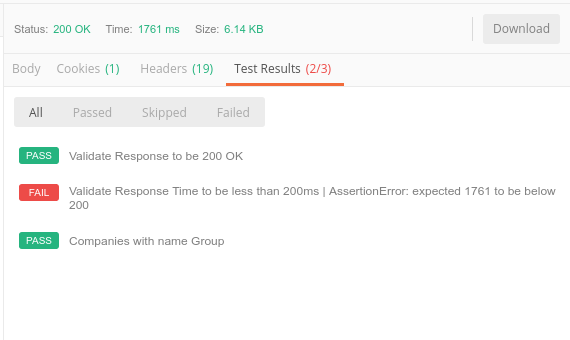 Status: 200 OK Time: 1761 ms Size: 6.14 KB Download
Body Cookies (1) Headers (19) Test Results (2/3)
All Passed Skipped Failed
PASS Validate Response to be 200 OK
FAIL Validate Response Time to be less than 200ms | AssertionError: expected 1761 to be below
200
PASS Companies with name Group